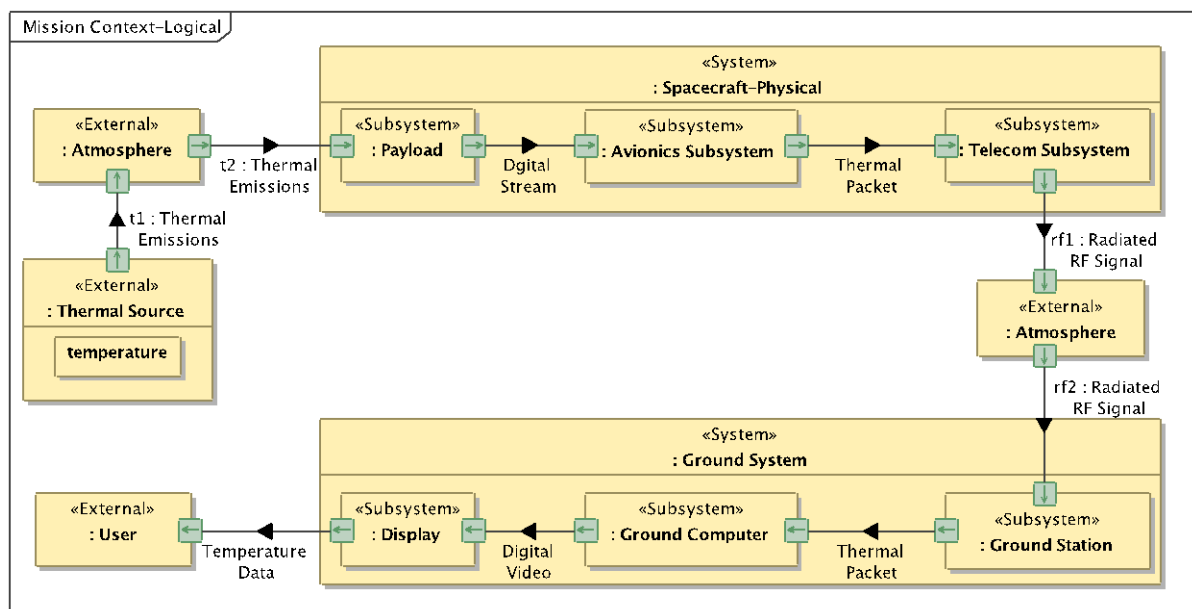 Mission Context-Logical
«System»
: Spacecraft-Physical
«External»
: Atmosphere
t2 : Thermal
Emissions
«Subsystem»
: Payload
Dgital
Stream
«Subsystem»
: Avionics Subsystem
Thermal
Packet
«Subsystem»
: Telecom Subsystem
t1 : Thermal
Emissions
rf1 : Radiated
RF Signal
«External»
: Thermal Source
temperature
«External»
: Atmosphere
rf2 : Radiated
RF Signal
«System»
: Ground System
«External»
: User
Temperature
Data
«Subsystem»
: Display
Digital
Video
«Subsystem»
: Ground Computer
Thermal
Packet
«Subsystem»
: Ground Station